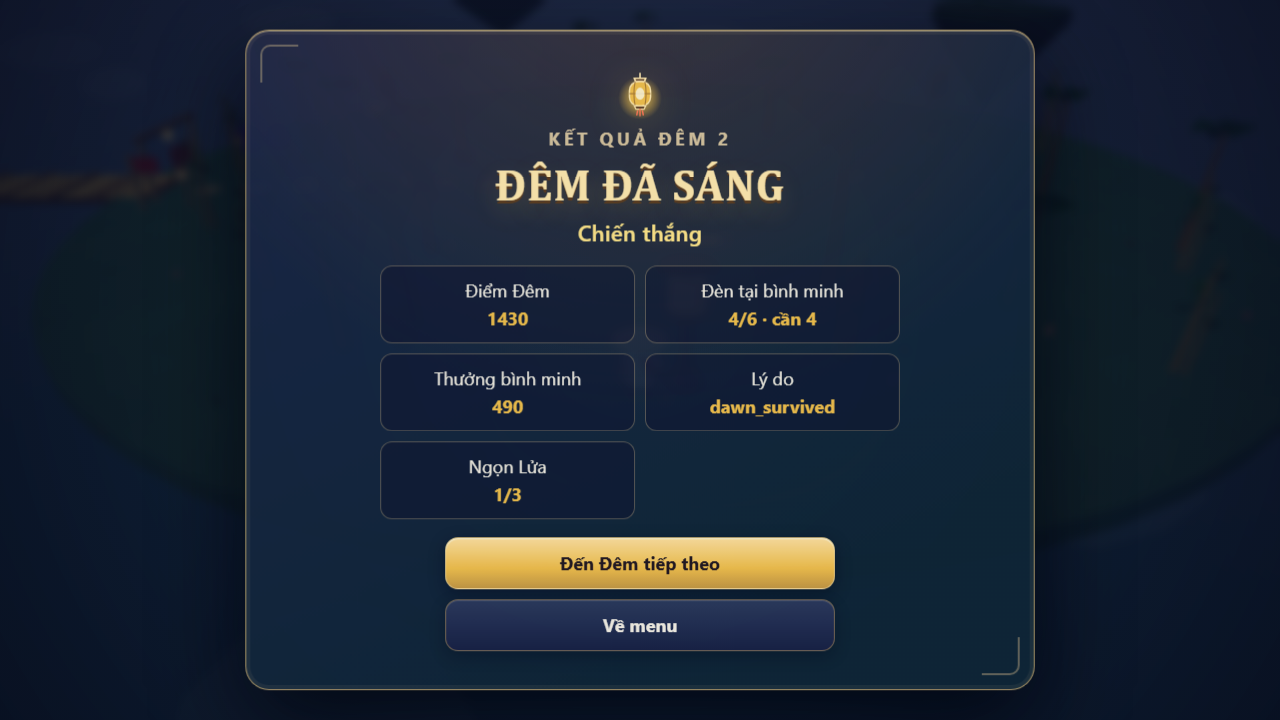 KẾT QUẢ ĐÊM 2
ĐÊM ĐÃ SÁNG
Chiến thắng
Điểm Đêm
1430
Đèn tại bình minh
4/6 · cần 4
Thưởng bình minh
490
Lý do
dawn_survived
Ngọn Lửa
1/3
Đến Đêm tiếp theo
Về menu